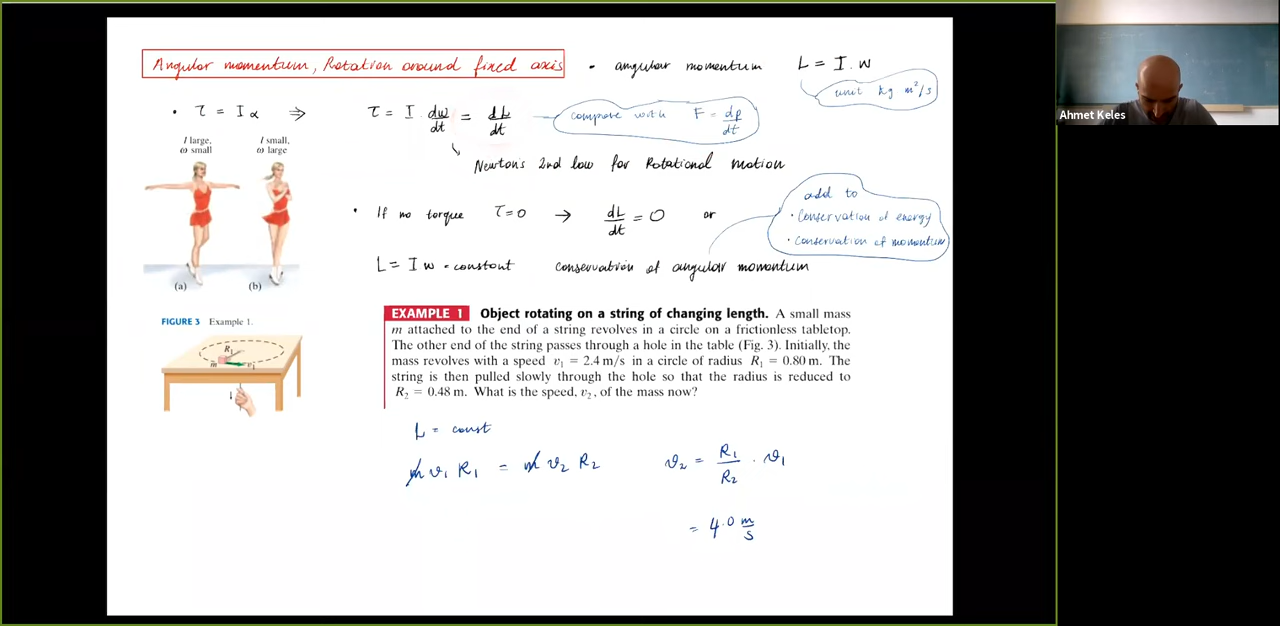 Angular momentum, Rotation around fixed axis
• angular momentum L = I . ω
unit kg m²/s
• τ = I α ⇒ τ = I . dω/dt = dL/dt
compare with F = dp/dt
Newton's 2nd law for Rotational motion
I large,
ω small
I small,
ω large
(a)
(b)
• If no torque τ = 0 → dL/dt = 0 or
add to
• Conservation of energy
• Conservation of momentum
L = I ω = constant conservation of angular momentum
FIGURE 3 Example 1.
R₁
m
v₁
EXAMPLE 1 Object rotating on a string of changing length. A small mass
m attached to the end of a string revolves in a circle on a frictionless tabletop.
The other end of the string passes through a hole in the table (Fig. 3). Initially, the
mass revolves with a speed v₁ = 2.4 m/s in a circle of radius R₁ = 0.80 m. The
string is then pulled slowly through the hole so that the radius is reduced to
R₂ = 0.48 m. What is the speed, v₂, of the mass now?
L = const
m v₁ R₁ = m v₂ R₂
v₂ = R₁/R₂ . v₁
= 4.0 m/s
Ahmet Keles